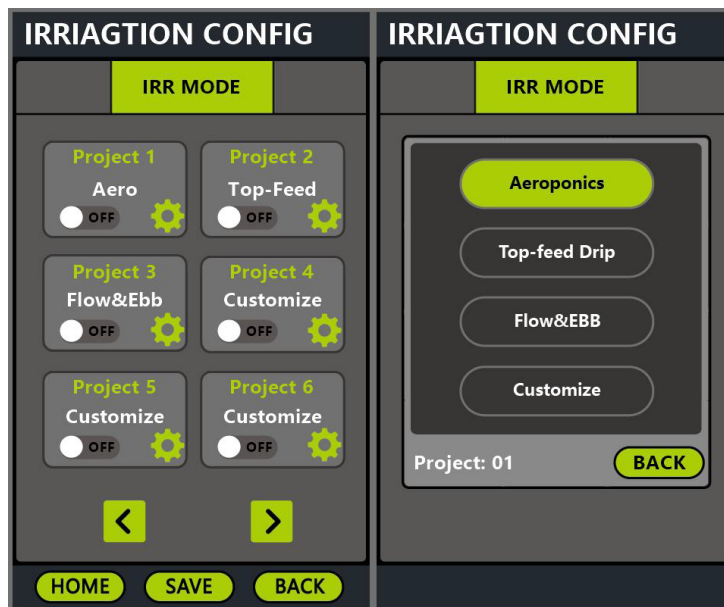 IRRIAGTION CONFIG
IRR MODE
Project 1
Aero
OFF
Project 2
Top-Feed
OFF
Project 3
Flow&Ebb
OFF
Project 4
Customize
OFF
Project 5
Customize
OFF
Project 6
Customize
OFF
HOME
SAVE
BACK
IRRIAGTION CONFIG
IRR MODE
Aeroponics
Top-feed Drip
Flow&EBB
Customize
Project: 01
BACK